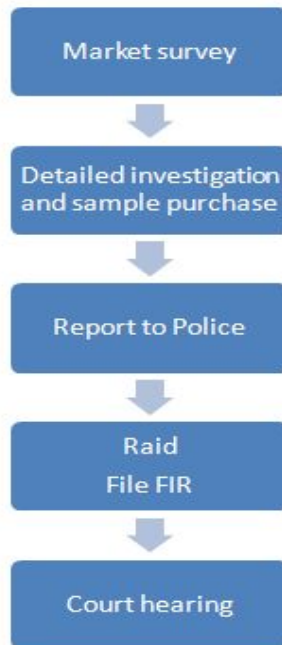 Market survey
Detailed investigation
and sample purchase
Report to Police
Raid
File FIR
Court hearing